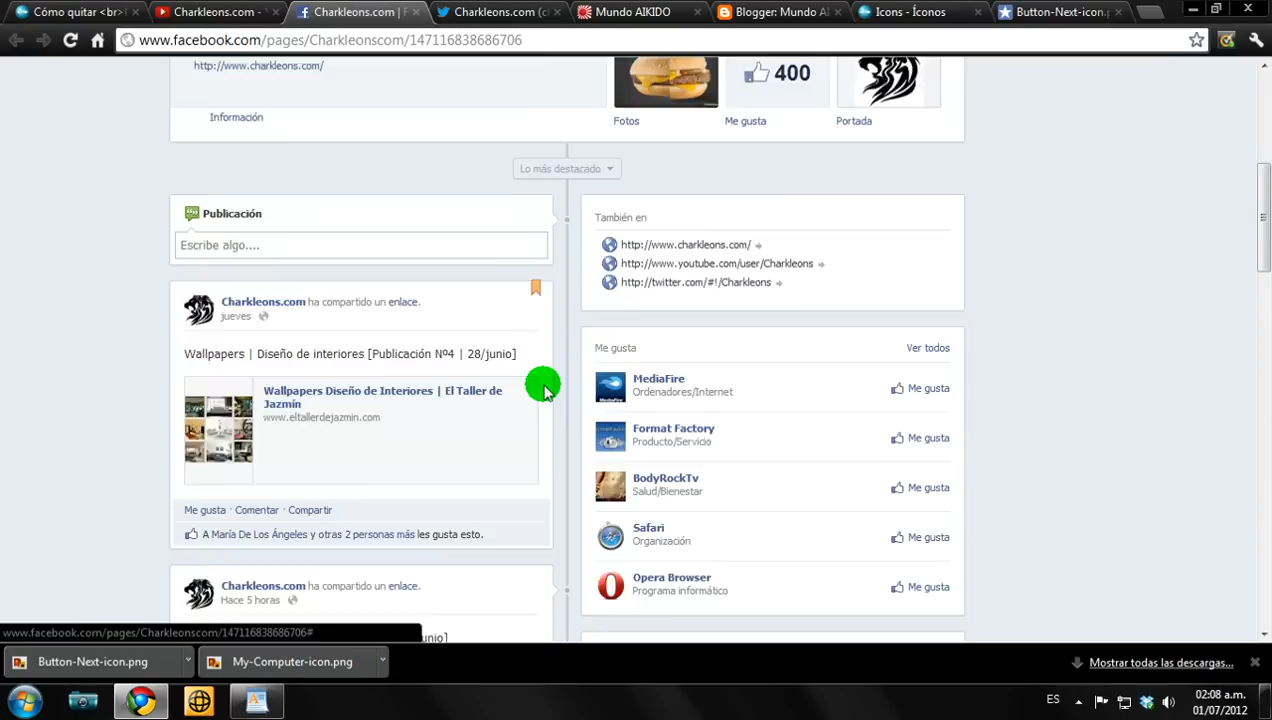 Cómo quitar <br>
Charkleons.com -
Charkleons.com | F
Charkleons.com (c
Mundo AIKIDO
Blogger: Mundo A
Icons - Íconos
Button-Next-icon.p
www.facebook.com/pages/Charkleonscom/147116838686706
http://www.charkleons.com/
400
Información
Fotos
Me gusta
Portada
Lo más destacado
Publicación
Escribe algo....
Charkleons.com ha compartido un enlace.
jueves
Wallpapers | Diseño de interiores [Publicación Nº4 | 28/junio]
Wallpapers Diseño de Interiores | El Taller de
Jazmín
www.eltallerdejazmin.com
Me gusta · Comentar · Compartir
A María De Los Ángeles y otras 2 personas más les gusta esto.
Charkleons.com ha compartido un enlace.
Hace 5 horas
unio]
También en
http://www.charkleons.com/
http://www.youtube.com/user/Charkleons
http://twitter.com/#!/Charkleons
Me gusta
Ver todos
MediaFire
Ordenadores/Internet
Me gusta
Format Factory
Producto/Servicio
Me gusta
BodyRockTv
Salud/Bienestar
Me gusta
Safari
Organización
Me gusta
Opera Browser
Programa informático
Me gusta
www.facebook.com/pages/Charkleonscom/147116838686706#
Button-Next-icon.png
My-Computer-icon.png
Mostrar todas las descargas...
ES
02:08 a.m.
01/07/2012